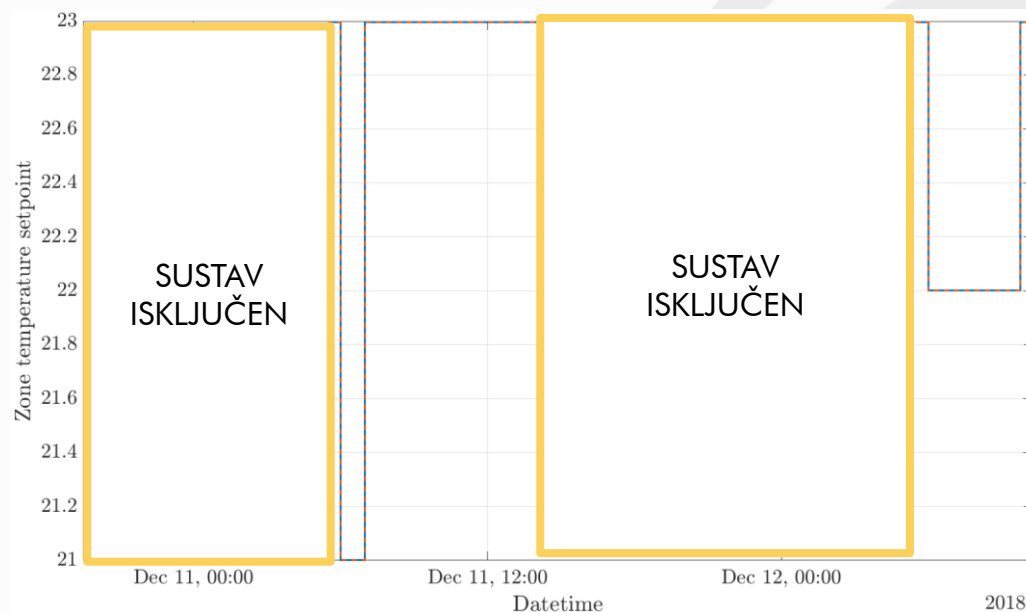 23
22.8
22.6
22.4
22.2
22
21.8
21.6
21.4
21.2
21
Zone temperature setpoint
SUSTAV
ISKLJUČEN
SUSTAV
ISKLJUČEN
Dec 11, 00:00
Dec 11, 12:00
Dec 12, 00:00
Datetime
2018